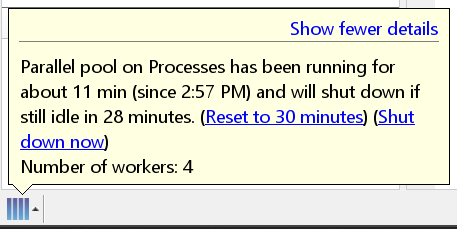 Show fewer details
Parallel pool on Processes has been running for
about 11 min (since 2:57 PM) and will shut down if
still idle in 28 minutes. (Reset to 30 minutes) (Shut
down now)
Number of workers: 4